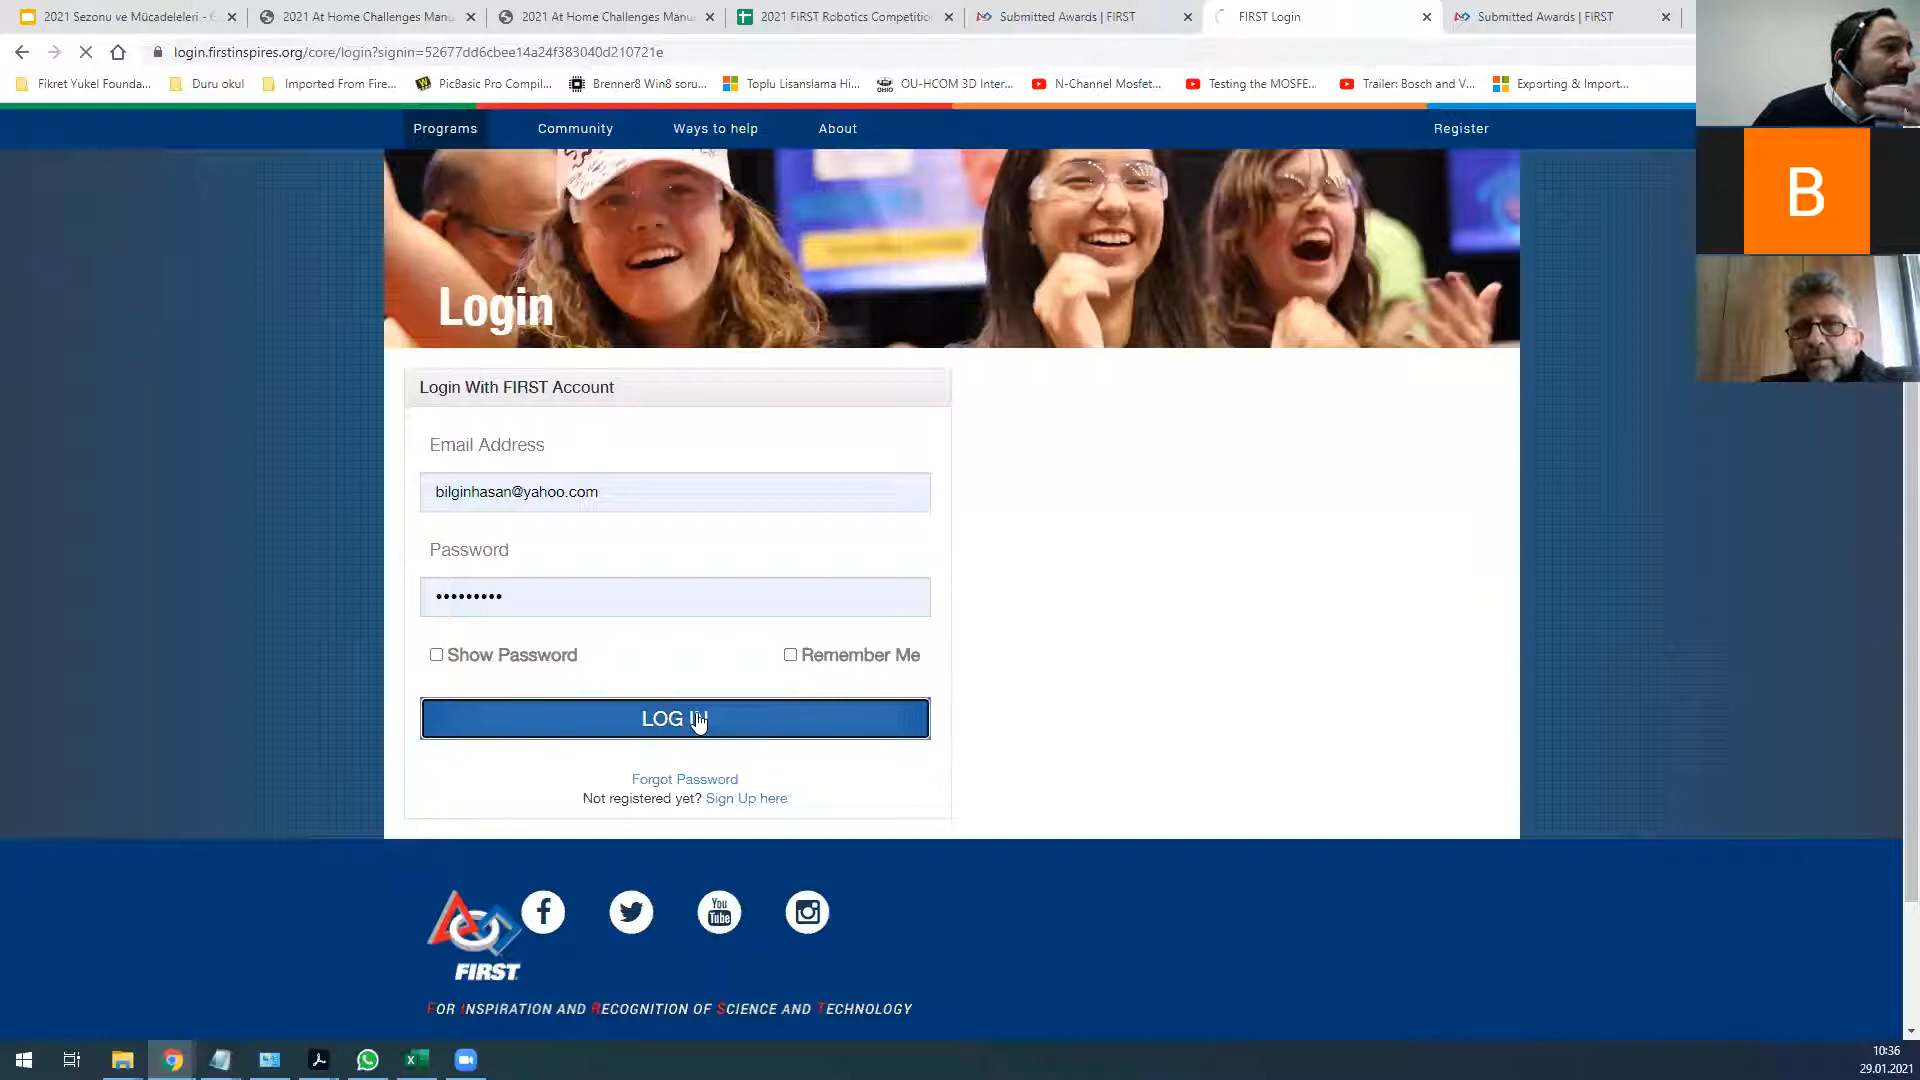 2021 Sezonu ve Mücadeleleri - G
2021 At Home Challenges Manu
2021 At Home Challenges Manu
2021 FIRST Robotics Competitio
Submitted Awards | FIRST
FIRST Login
Submitted Awards | FIRST
login.firstinspires.org/core/login?signin=52677dd6cbee14a24f383040d210721e
Fikret Yukel Founda...
Duru okul
Imported From Fire...
PicBasic Pro Compil...
Brenner8 Win8 soru...
Toplu Lisanslama Hi...
OU-HCOM 3D Inter...
N-Channel Mosfet...
Testing the MOSFE...
Trailer: Bosch and V...
Exporting & Import...
Programs
Community
Ways to help
About
Register
B
Login
Login With FIRST Account
Email Address
bilginhasan@yahoo.com
Password
•••••••••
Show Password
Remember Me
LOG IN
Forgot Password
Not registered yet? Sign Up here
You
Tube
FIRST
FOR INSPIRATION AND RECOGNITION OF SCIENCE AND TECHNOLOGY
10:36
29.01.2021